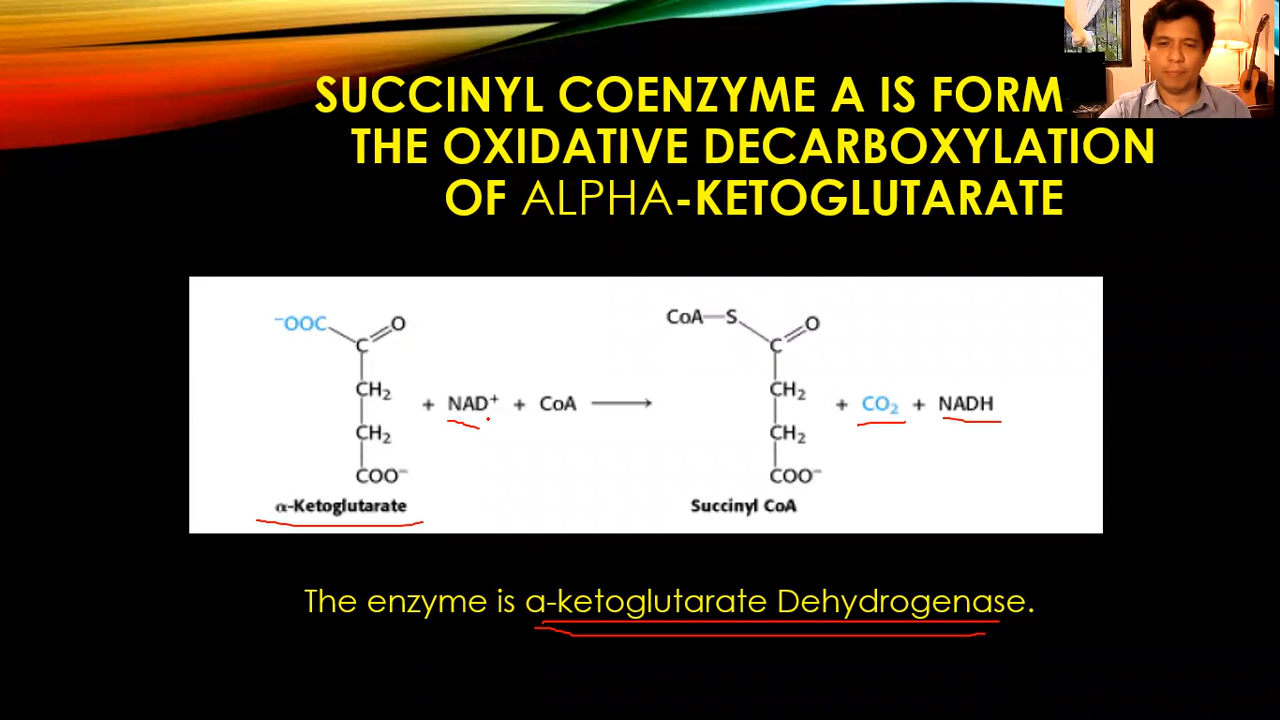 SUCCINYL COENZYME A IS FORM
THE OXIDATIVE DECARBOXYLATION
OF ALPHA-KETOGLUTARATE
⁻OOC O
C
CH₂
+ NAD⁺ + CoA ⟶
CH₂
COO⁻
α-Ketoglutarate
CoA—S O
C
CH₂
+ CO₂ + NADH
CH₂
COO⁻
Succinyl CoA
The enzyme is a-ketoglutarate Dehydrogenase.